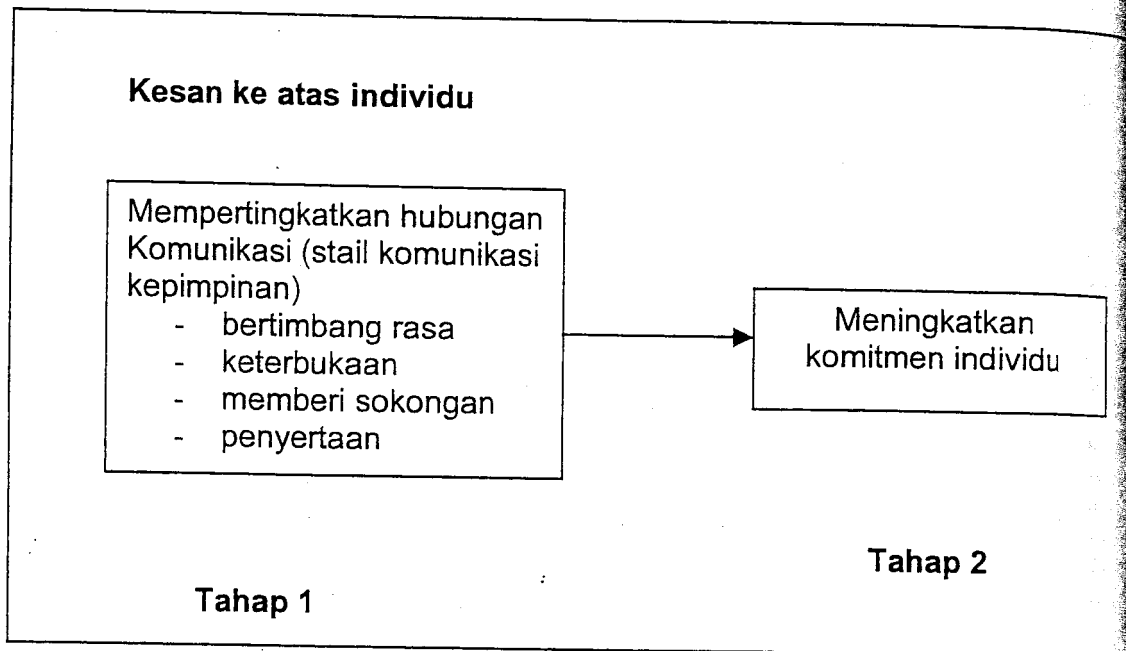 Kesan ke atas individu
Mempertingkatkan hubungan
Komunikasi (stail komunikasi
kepimpinan)
- bertimbang rasa
- keterbukaan
- memberi sokongan
- penyertaan
Meningkatkan
komitmen individu
Tahap 2
Tahap 1